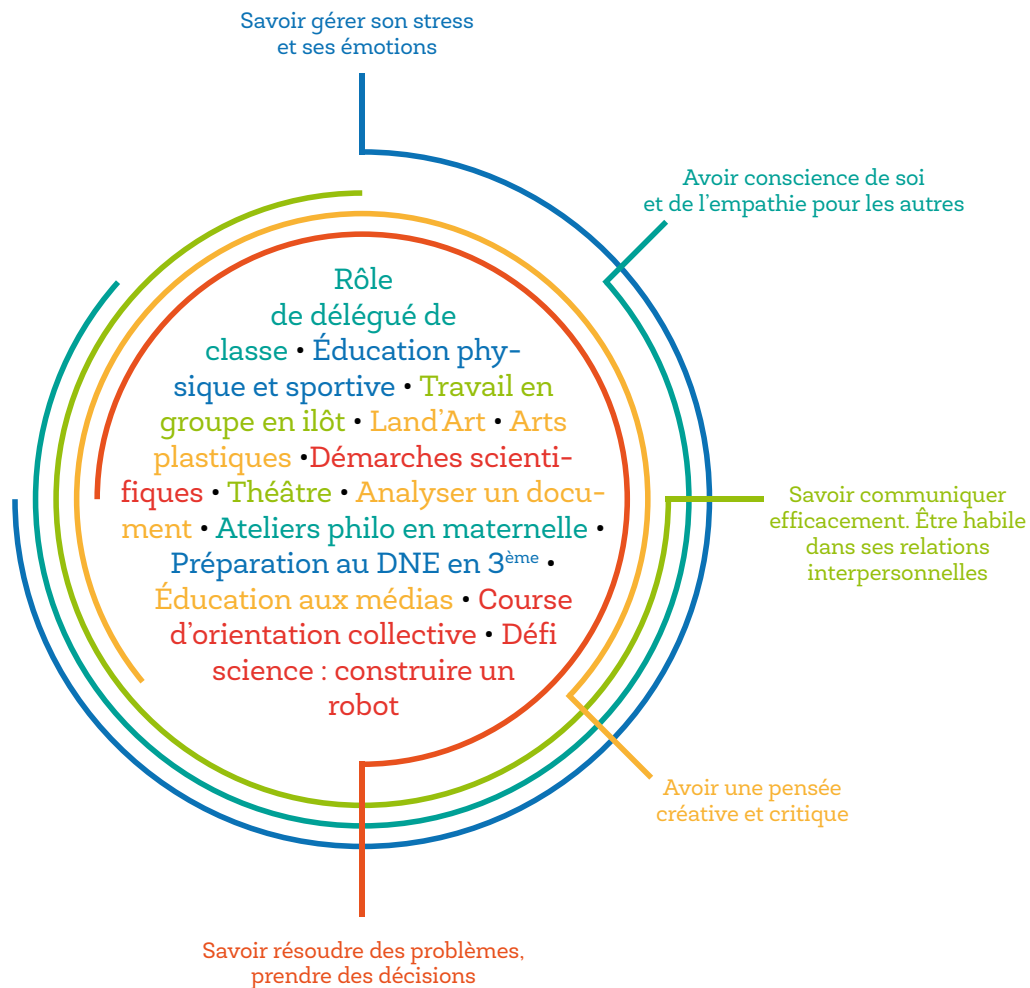 Savoir gérer son stress
et ses émotions
Avoir conscience de soi
et de l'empathie pour les autres
Rôle
de délégué de
classe • Éducation phy-
sique et sportive • Travail en
groupe en ilôt • Land'Art • Arts
plastiques •Démarches scienti-
fiques • Théâtre • Analyser un docu-
ment • Ateliers philo en maternelle •
Préparation au DNE en 3ème •
Éducation aux médias • Course
d'orientation collective • Défi
science : construire un
robot
Savoir communiquer
efficacement. Être habile
dans ses relations
interpersonnelles
Avoir une pensée
créative et critique
Savoir résoudre des problèmes,
prendre des décisions